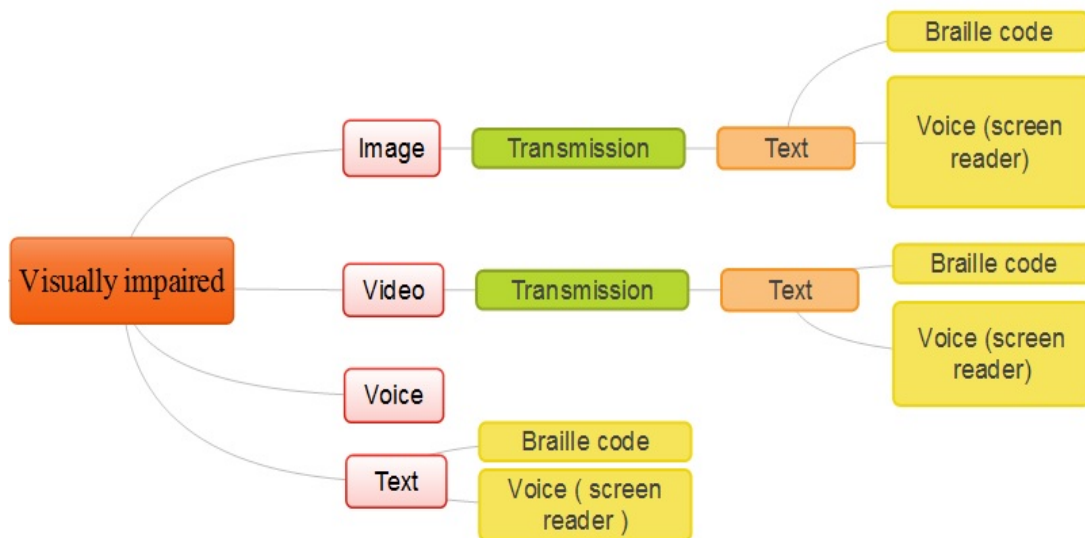 Braille code
Image
Transmission
Text
Voice (screen
reader)
Visually impaired
Video
Transmission
Text
Braille code
Voice (screen
reader)
Voice
Text
Braille code
Voice ( screen
reader )